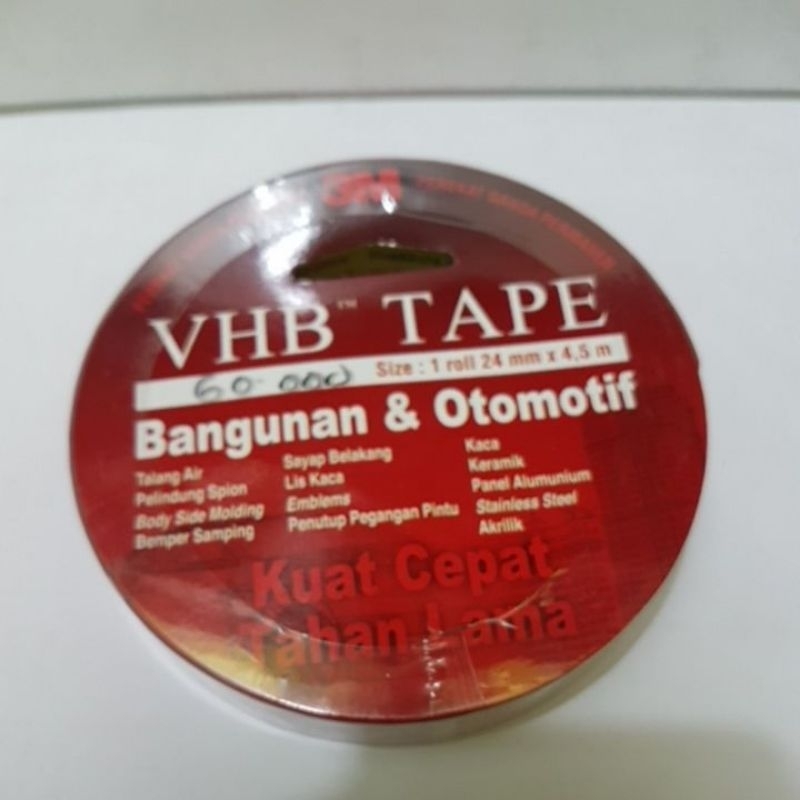 3M
VHB™ TAPE
60.000 Size : 1 roll 24 mm x 4,5 m
Bangunan & Otomotif
Talang Air
Pelindung Spion
Body Side Molding
Bemper Samping
Sayap Belakang
Lis Kaca
Emblems
Penutup Pegangan Pintu
Kaca
Keramik
Panel Alumunium
Stainless Steel
Akrilik
Kuat Cepat
Tahan Lama